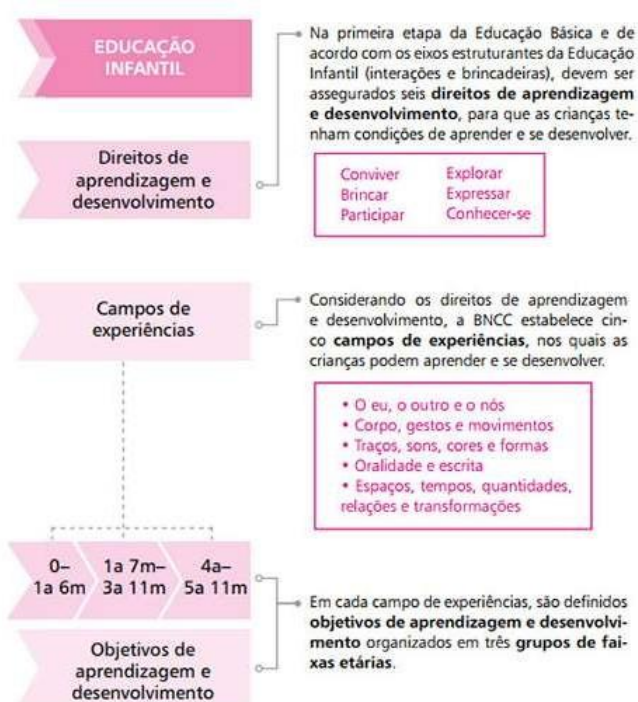 EDUCAÇÃO
INFANTIL
Na primeira etapa da Educação Básica e de
acordo com os eixos estruturantes da Educação
Infantil (interações e brincadeiras), devem ser
assegurados seis direitos de aprendizagem
e desenvolvimento, para que as crianças te-
nham condições de aprender e se desenvolver.
Direitos de
aprendizagem e
desenvolvimento
Conviver
Brincar
Participar
Explorar
Expressar
Conhecer-se
Campos de
experiências
Considerando os direitos de aprendizagem
e desenvolvimento, a BNCC estabelece cin-
co campos de experiências, nos quais as
crianças podem aprender e se desenvolver.
• O eu, o outro e o nós
• Corpo, gestos e movimentos
• Traços, sons, cores e formas
• Oralidade e escrita
• Espaços, tempos, quantidades,
relações e transformações
0–
1a 6m
1a 7m–
3a 11m
4a–
5a 11m
Em cada campo de experiências, são definidos
objetivos de aprendizagem e desenvolvi-
mento organizados em três grupos de fai-
xas etárias.
Objetivos de
aprendizagem e
desenvolvimento